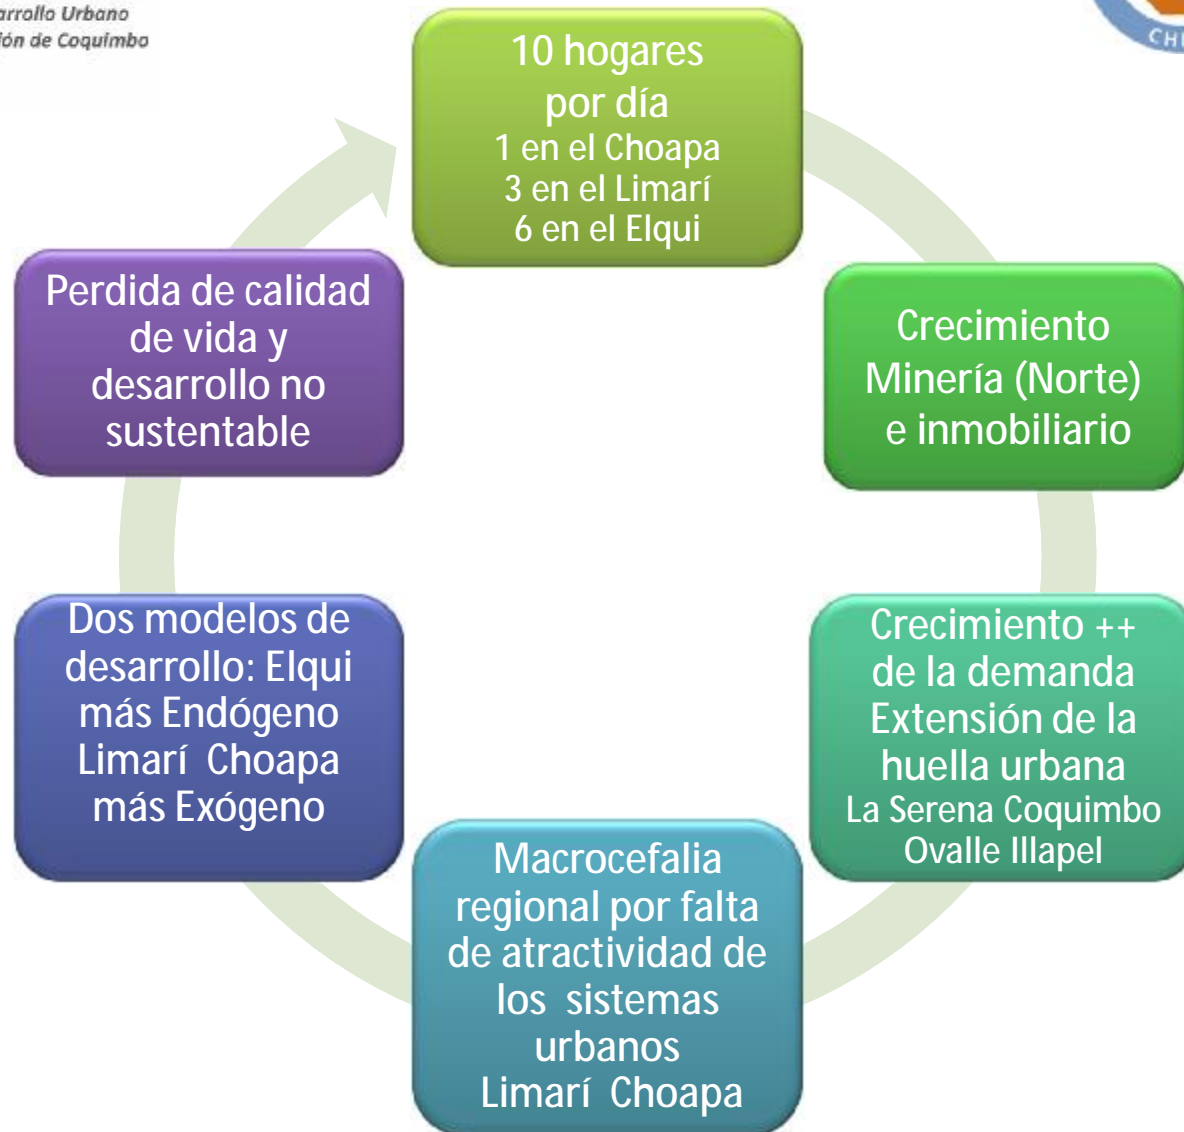 Urbano
de Coquimbo
10 hogares
por día
1 en el Choapa
3 en el Limarí
6 en el Elqui
Crecimiento
Minería (Norte)
e inmobiliario
Crecimiento ++
de la demanda
Extensión de la
huella urbana
La Serena Coquimbo
Ovalle Illapel
Macrocefalia
regional por falta
de atractividad de
los sistemas
urbanos
Limarí Choapa
Dos modelos de
desarrollo: Elqui
más Endógeno
Limarí Choapa
más Exógeno
Perdida de calidad
de vida y
desarrollo no
sustentable